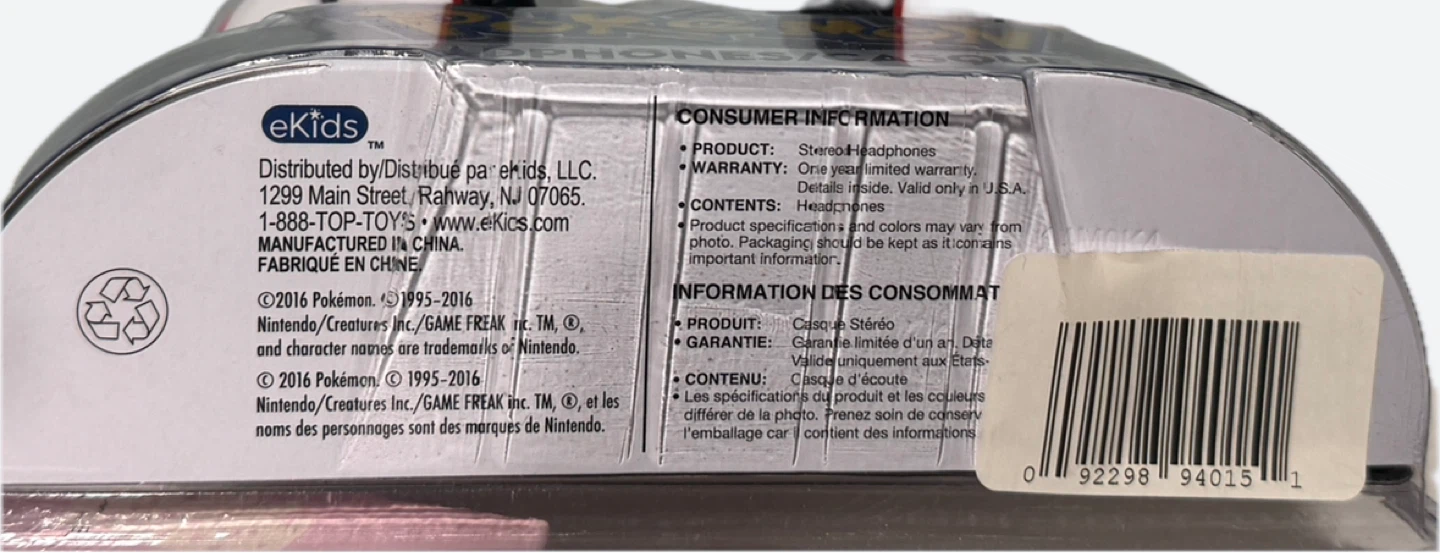 eKids™
Distributed by/Distribué par eKids, LLC.
1299 Main Street, Rahway, NJ 07065.
1-888-TOP-TOYS • www.eKids.com
MANUFACTURED IN CHINA.
FABRIQUÉ EN CHINE.
©2016 Pokémon. ©1995-2016
Nintendo/Creatures Inc./GAME FREAK inc. TM, ®,
and character names are trademarks of Nintendo.
© 2016 Pokémon. © 1995-2016
Nintendo/Creatures Inc./GAME FREAK inc. TM, ®, et les
noms des personnages sont des marques de Nintendo.
CONSUMER INFORMATION
• PRODUCT: Stereo Headphones
• WARRANTY: One year limited warranty.
Details inside. Valid only in U.S.A.
• CONTENTS: Headphones
• Product specifications and colors may vary from
photo. Packaging should be kept as it contains
important information.
INFORMATION DES CONSOMMAT
• PRODUIT: Casque Stéréo
• GARANTIE: Garantie limitée d'un an. Déta
Valide uniquement aux États-
• CONTENU: Casque d'écoute
• Les spécifications du produit et les couleurs
différer de la photo. Prenez soin de conserv
l'emballage car il contient des informations
0 92298 94015 1